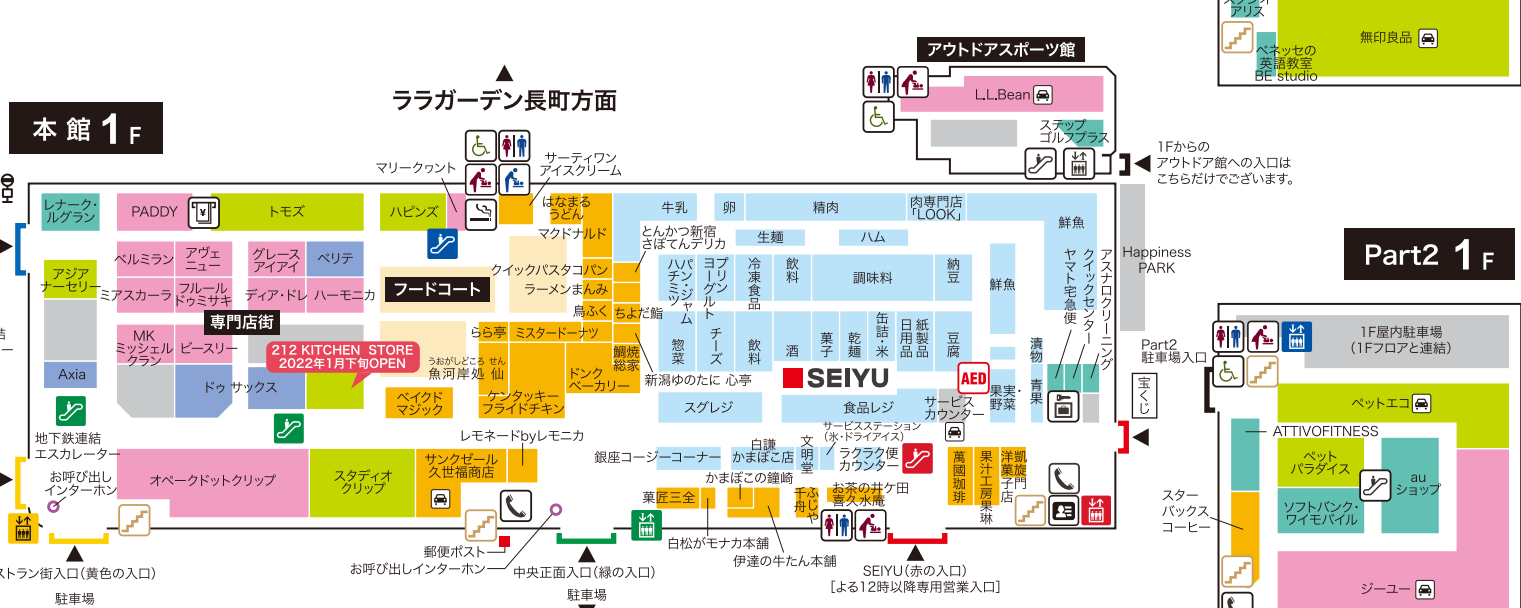 アリス
無印良品
ベネッセの
英語教室
BE studio
アウトドアスポーツ館
L.L.Bean
ステップ
ゴルフプラス
1Fからの
アウトドア館への入口は
こちらだけでございます。
本館 1F
ララガーデン長町方面
マリークヮント
サーティワン
アイスクリーム
レナーク・
ルグラン
PADDY
トモズ
ハピンズ
はなまる
うどん
マクドナルド
牛乳
卵
精肉
肉専門店
「LOOK」
鮮魚
生麺
ハム
とんかつ新宿
さぼてんデリカ
ベルミラン
アヴェ
ニュー
グレース
アイアイ
ベリテ
アジア
ナーセリー
ミアスカーラ
フルール
ドゥミサキ
ディア・ドレ
ハーモニカ
フードコート
クイックパスタコパン
ラーメンまんみ
鳥ふく
ちよだ鮨
パン・ジャム
ハチミツ
プリン
ヨーグルト
冷凍食品
飲料
調味料
納豆
鮮魚
ヤマト宅急便
クイックセンター
アスナロクリーニング
Happiness
PARK
専門店街
MK
ミッシェル
クラン
ビースリー
212 KITCHEN STORE
2022年1月下旬OPEN
らら亭
ミスタードーナツ
うおがしどころ せん
魚河岸処 仙
鯛焼
総家
ドンク
ベーカリー
新潟ゆのたに 心亭
惣菜
チーズ
飲料
酒
菓子
乾麺
缶詰・米
日用品
紙製品
豆腐
漬物
青果
果実・
野菜
Part2
駐車場入口
宝くじ
Axia
ドゥ サックス
ベイクド
マジック
ケンタッキー
フライドチキン
SEIYU
AED
スグレジ
食品レジ
サービス
カウンター
地下鉄連結
エスカレーター
お呼び出し
インターホン
オペークドットクリップ
スタディオ
クリップ
サンクゼール
久世福商店
レモネードbyレモニカ
銀座コージーコーナー
白謙
かまぼこ店
文明堂
サービスステーション
(氷・ドライアイス)
ラクラク便
カウンター
かまぼこの鐘崎
菓匠三全
ふじや千舟
お茶の井ケ田
喜久水庵
萬國珈琲
果汁工房果琳
凱旋門
洋菓子店
白松がモナカ本舗
伊達の牛たん本舗
郵便ポスト
お呼び出しインターホン
ストラン街入口(黄色の入口)
駐車場
中央正面入口(緑の入口)
駐車場
SEIYU(赤の入口)
[よる12時以降専用営業入口]
Part2 1F
1F屋内駐車場
(1Fフロアと連結)
ペットエコ
ATTIVOFITNESS
ペット
パラダイス
au
ショップ
ソフトバンク・
ワイモバイル
スター
バックス
コーヒー
ジーユー